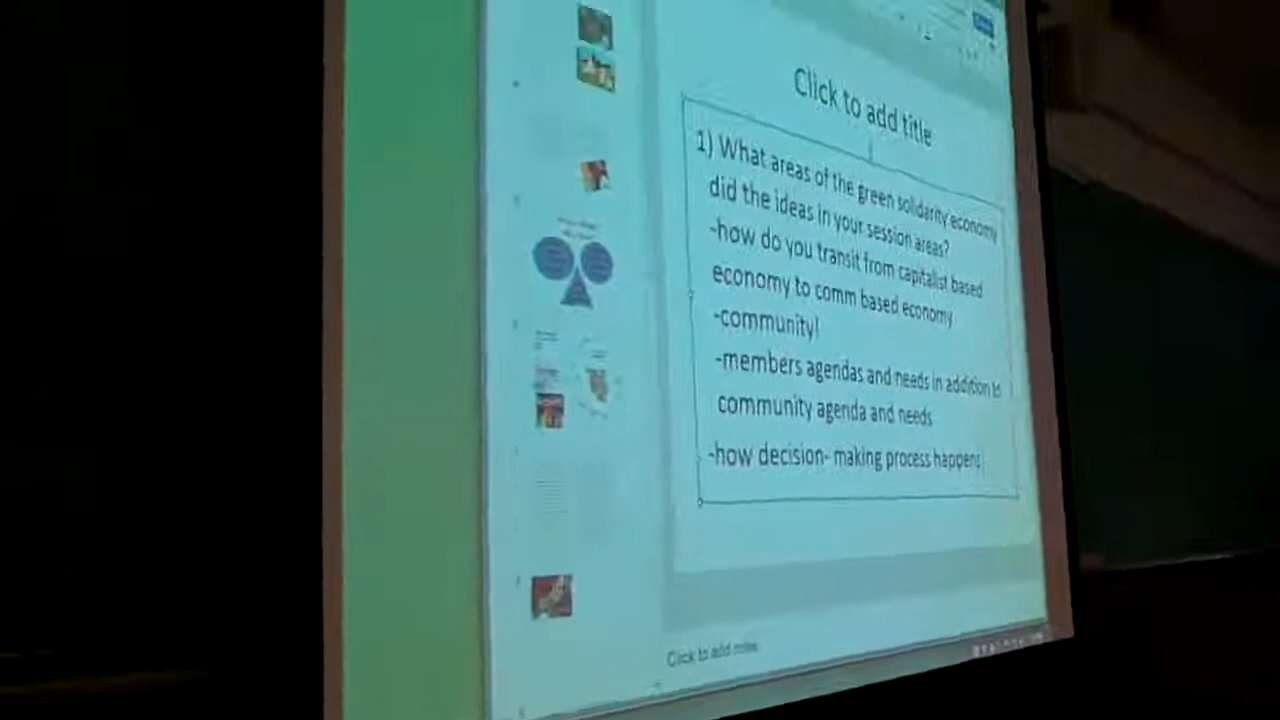 Click to add title
1) What areas of the green solidarity economy
did the ideas in your session areas?
-how do you transit from capitalist based
economy to comm based economy
-community!
-members agendas and needs in addition to
community agenda and needs
-how decision- making process happens
Click to add notes